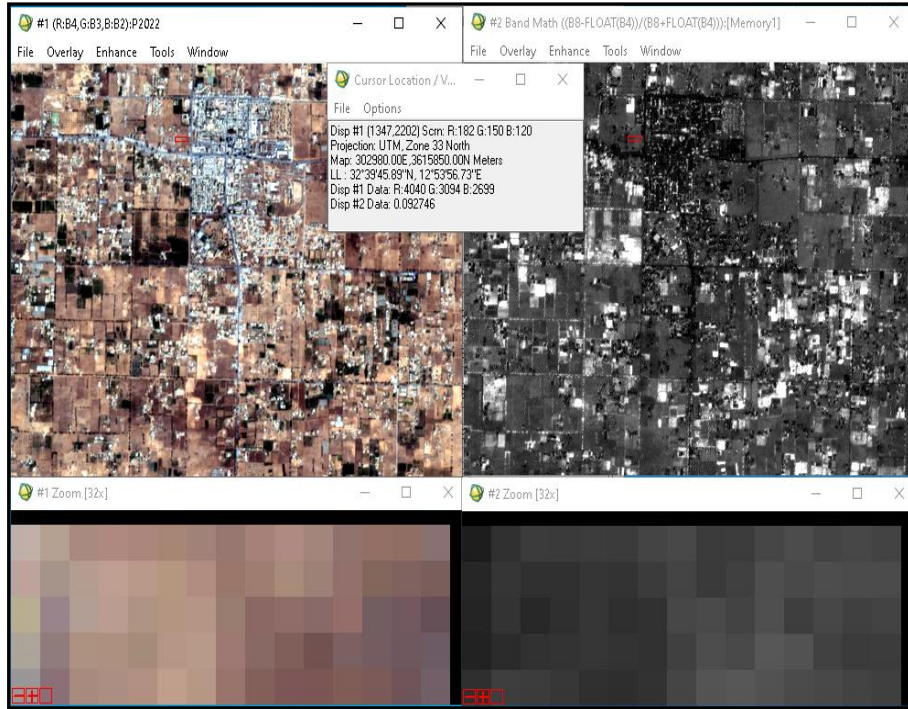 #1 (R:B4,G:B3,B:B2):P2022
File Overlay Enhance Tools Window
#2 Band Math ((B8-FLOAT(B4))/(B8+FLOAT(B4))):[Memory1]
File Overlay Enhance Tools Window
Cursor Location / V...
File Options
Disp #1 (1347,2202) Scrn: R:182 G:150 B:120
Projection: UTM, Zone 33 North
Map: 302980.00E,3615850.00N Meters
LL : 32°39'45.89"N, 12°53'56.73"E
Disp #1 Data: R:4040 G:3094 B:2699
Disp #2 Data: 0.092746
#1 Zoom [32x]
#2 Zoom [32x]